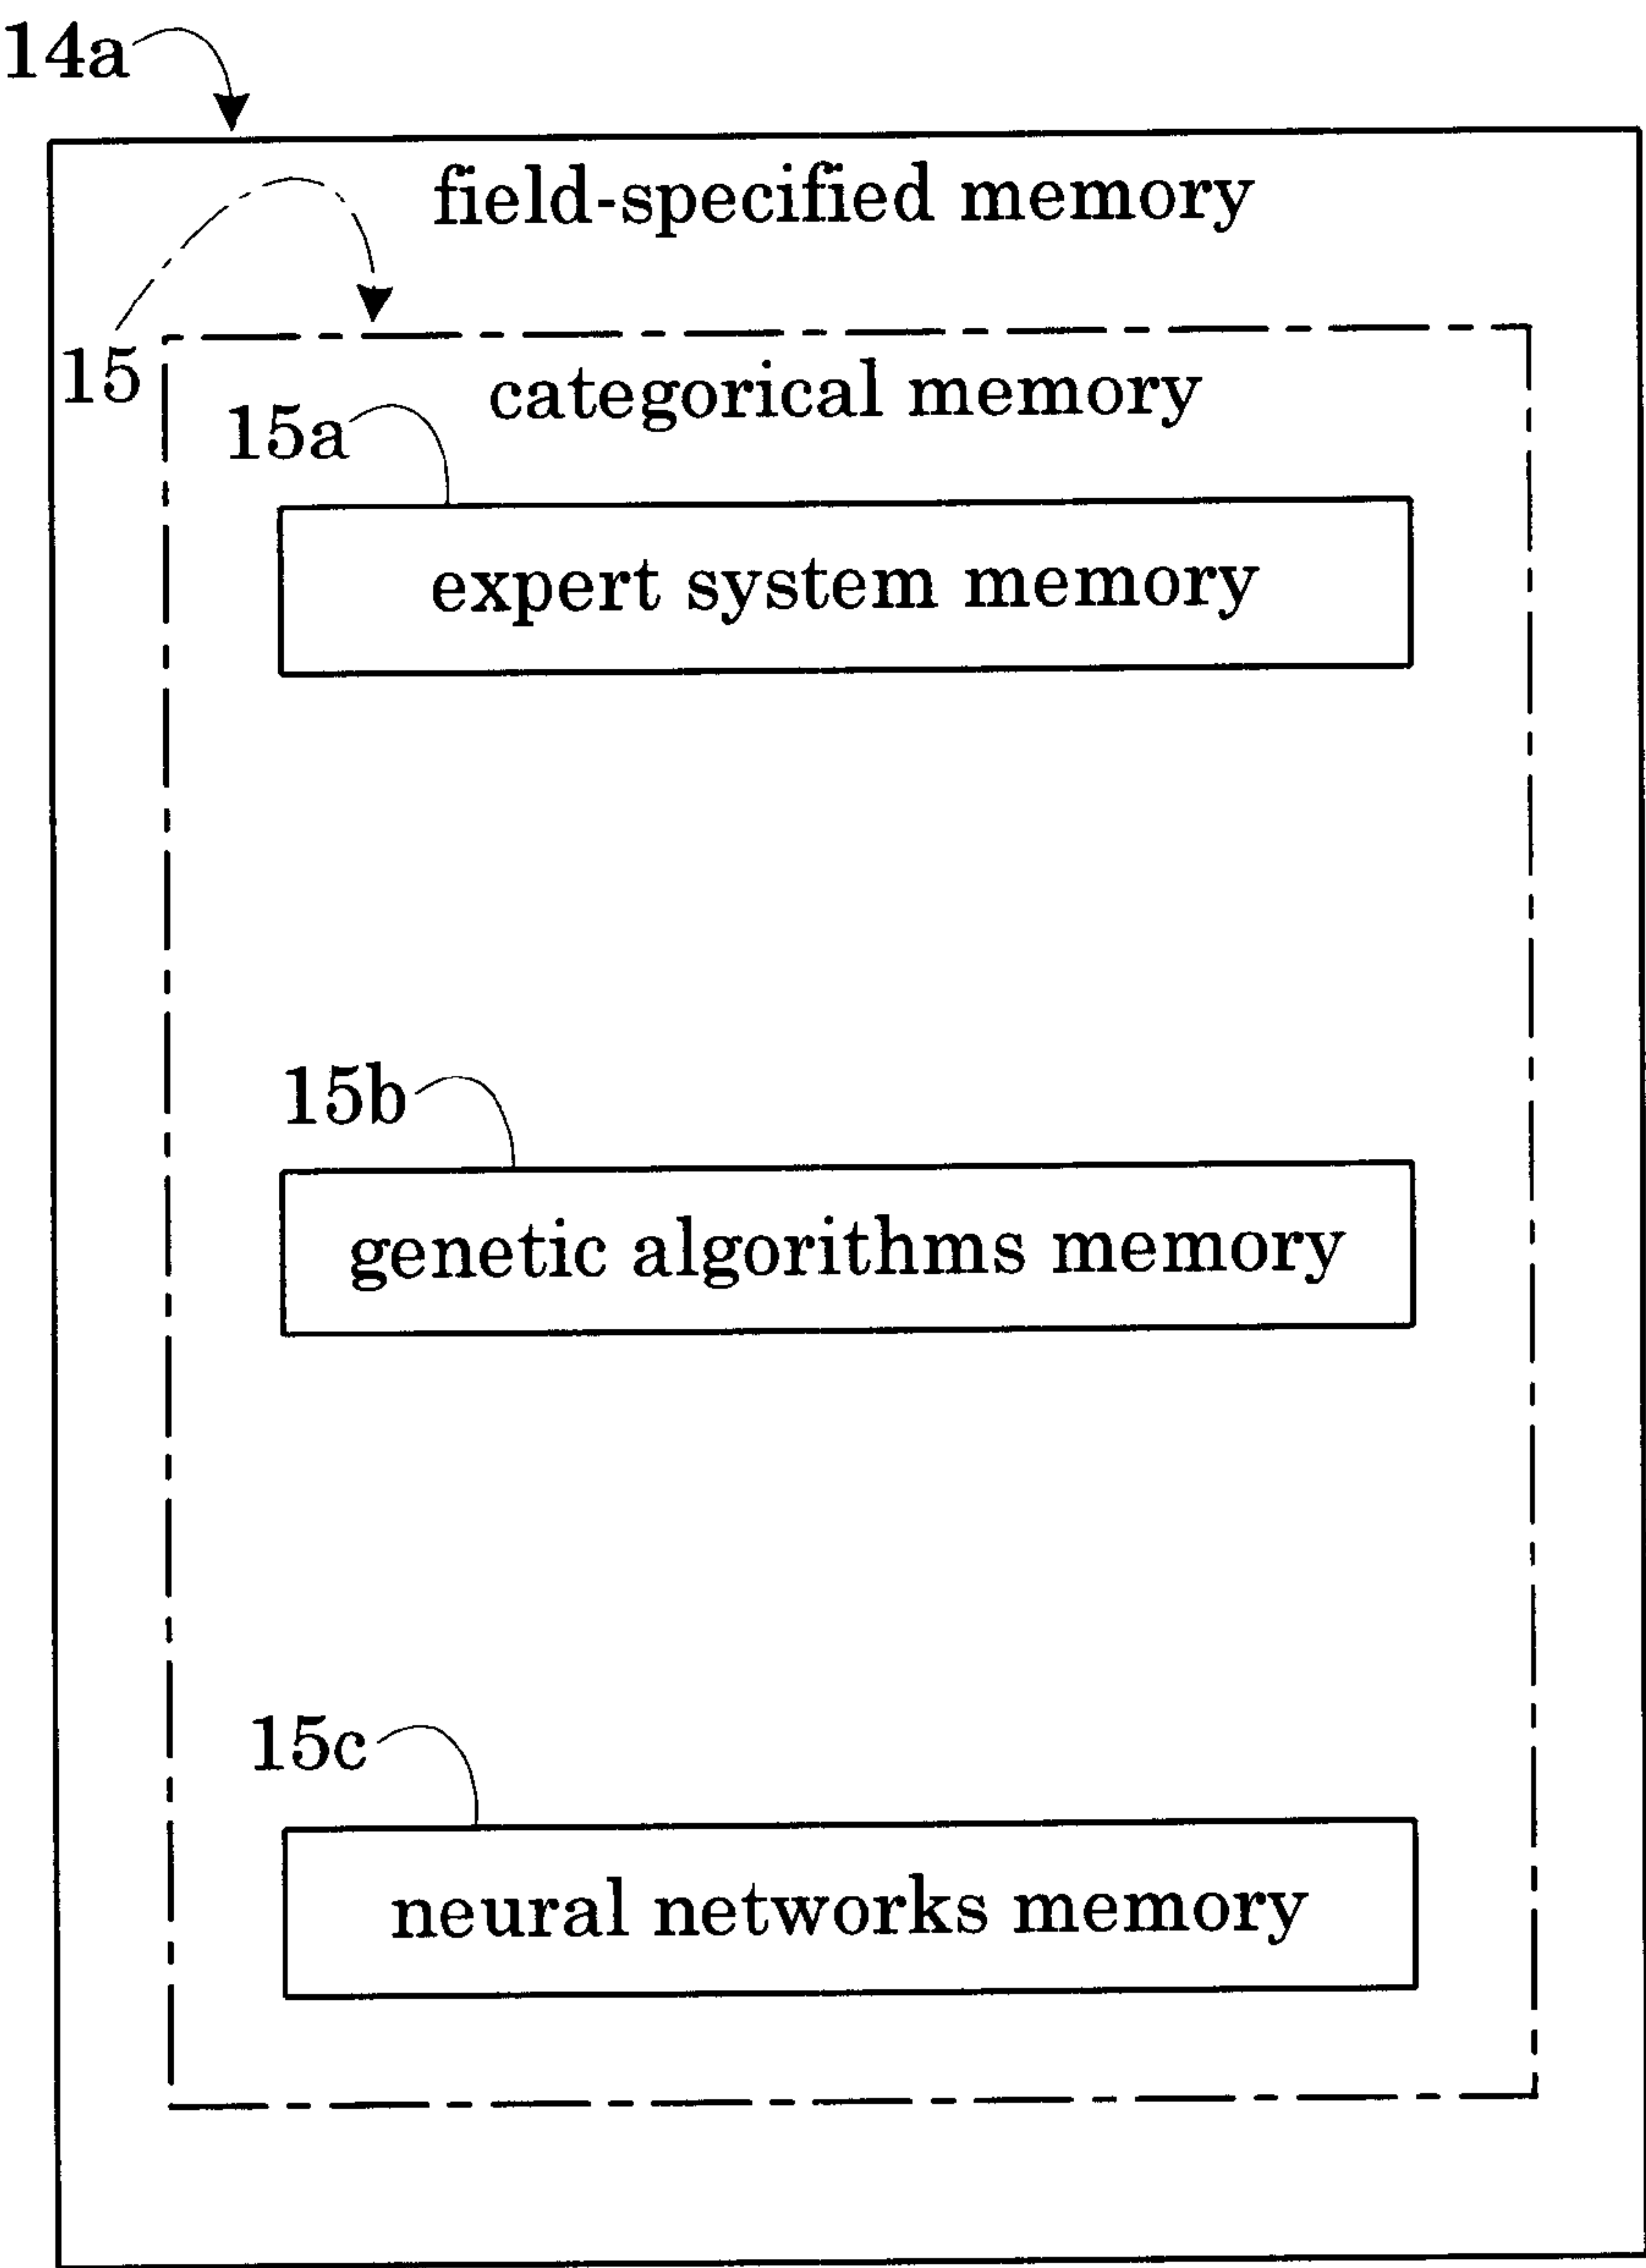 14a
field-specified memory
15
categorical memory
15a
expert system memory
15b
genetic algorithms memory
15c
neural networks memory